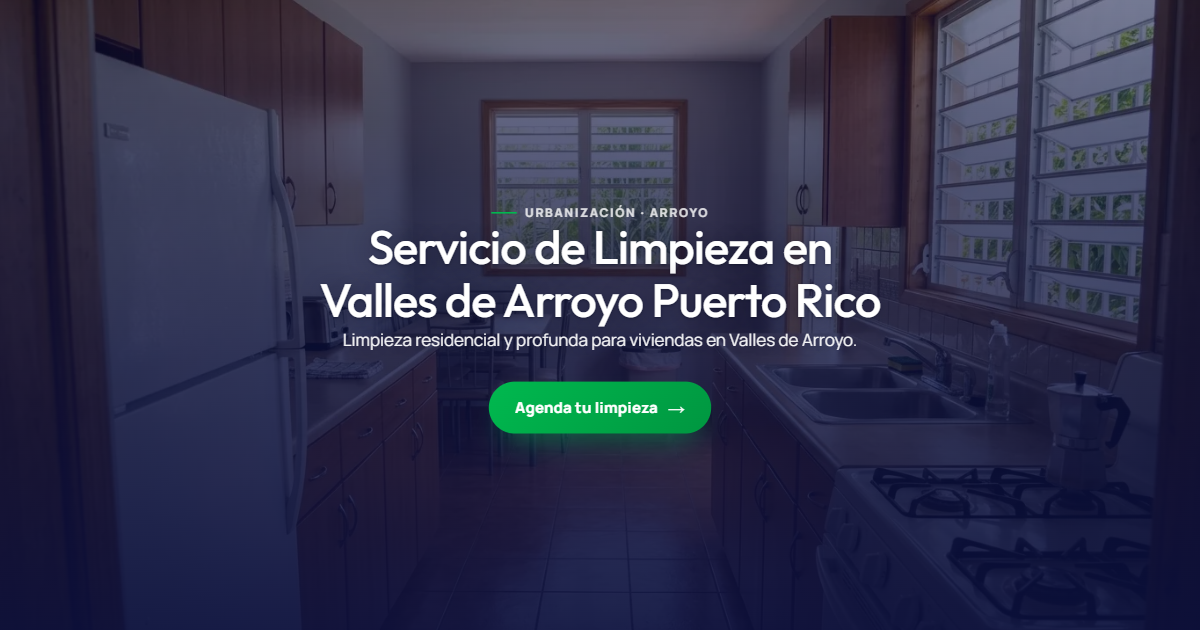 URBANIZACIÓN · ARROYO
Servicio de Limpieza en
Valles de Arroyo Puerto Rico
Limpieza residencial y profunda para viviendas en Valles de Arroyo.
Agenda tu limpieza →